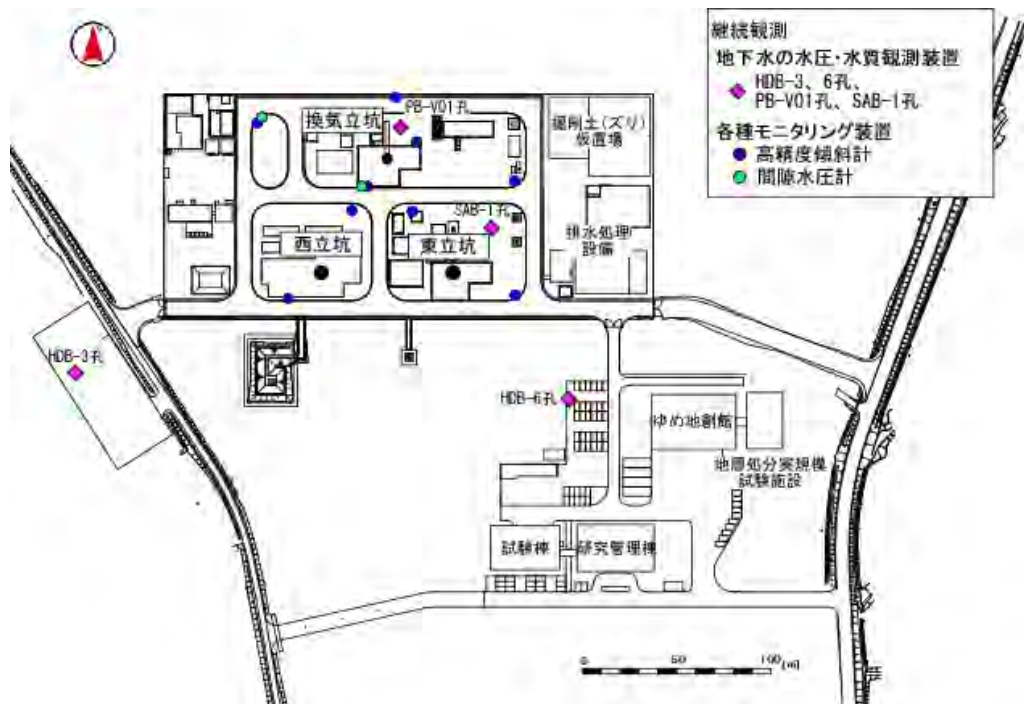 継続観測
地下水の水圧・水質観測装置
HDB-3、6孔、
PB-V01孔、SAB-1孔
各種モニタリング装置
高精度傾斜計
間隙水圧計
PB-V01孔
換気立坑
掘削土(ズリ)
仮置場
SAB-1孔
西立坑
東立坑
排水処理
設備
HDB-3孔
HDB-6孔
ゆめ地創館
地層処分実規模
試験施設
試験棟
研究管理棟
0 50 100(m)